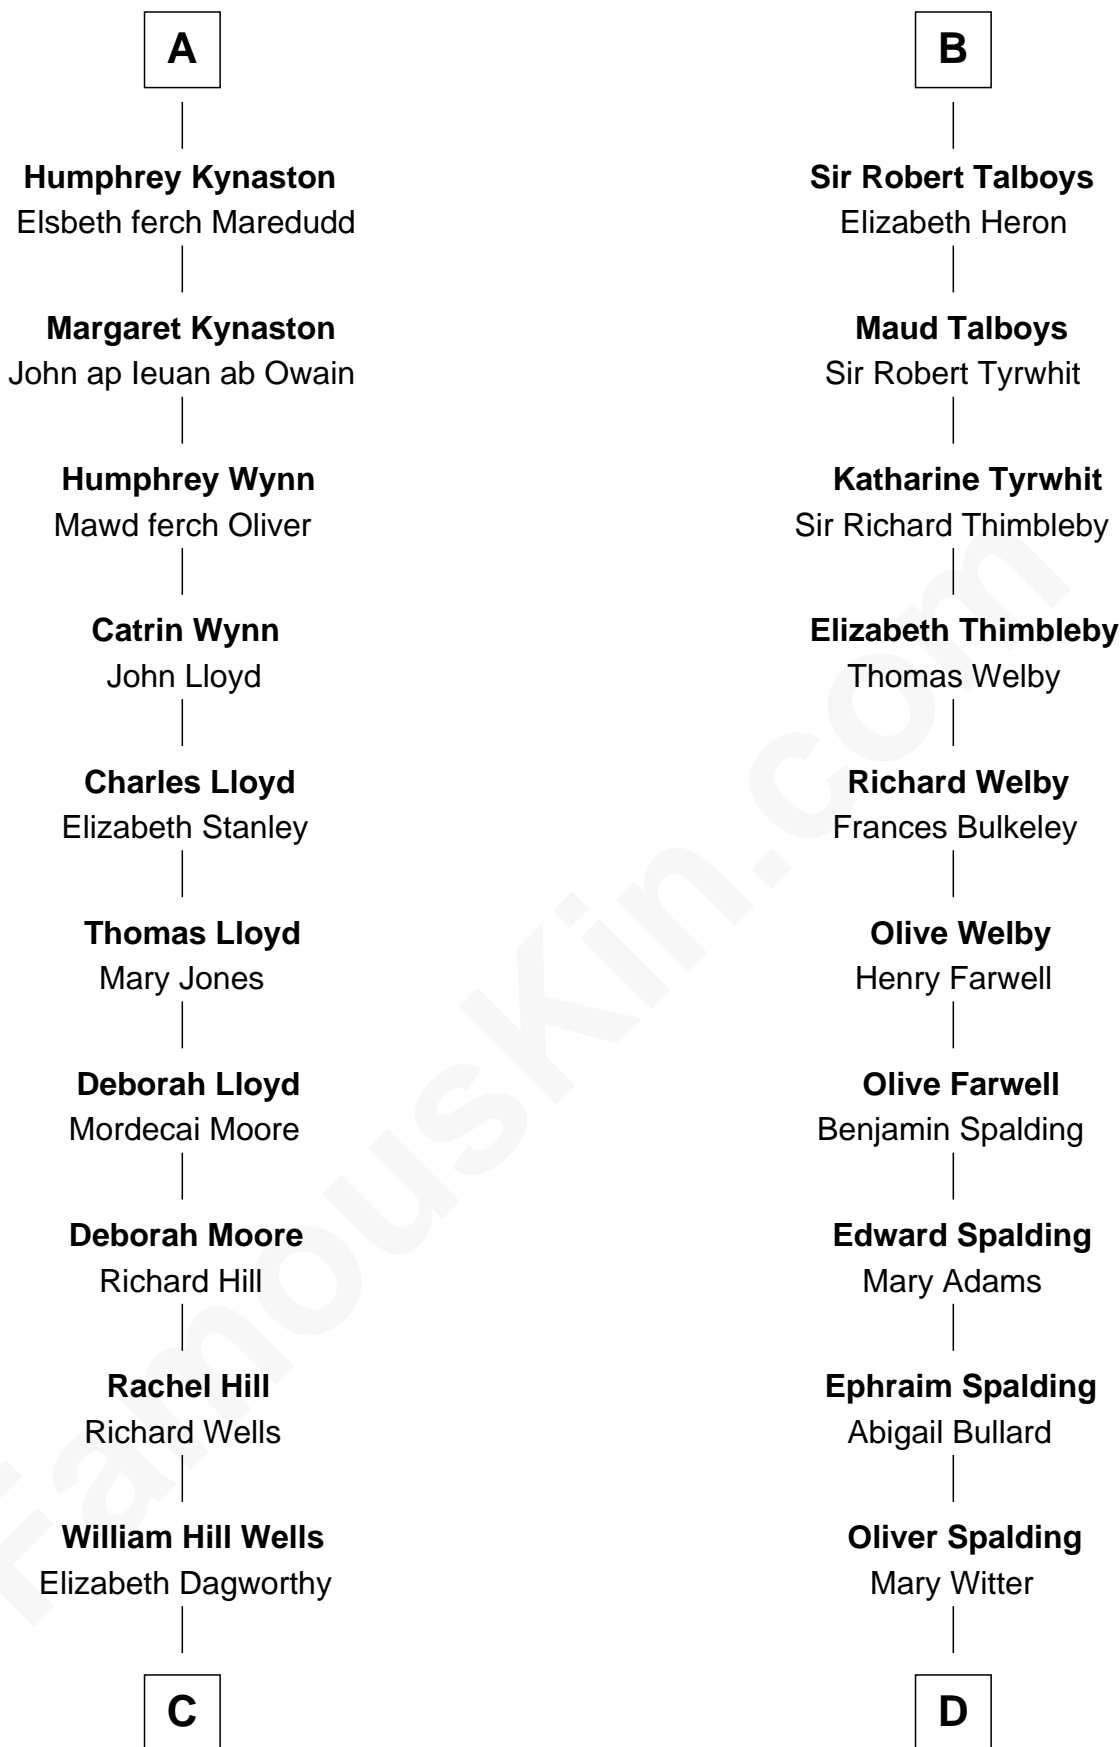 A
Humphrey Kynaston
Elsbeth ferch Maredudd
Margaret Kynaston
John ap Ieuan ab Owain
Humphrey Wynn
Mawd ferch Oliver
Catrin Wynn
John Lloyd
Charles Lloyd
Elizabeth Stanley
Thomas Lloyd
Mary Jones
Deborah Lloyd
Mordecai Moore
Deborah Moore
Richard Hill
Rachel Hill
Richard Wells
William Hill Wells
Elizabeth Dagworthy
C
B
Sir Robert Talboys
Elizabeth Heron
Maud Talboys
Sir Robert Tyrwhit
Katharine Tyrwhit
Sir Richard Thimbleby
Elizabeth Thimbleby
Thomas Welby
Richard Welby
Frances Bulkeley
Olive Welby
Henry Farwell
Olive Farwell
Benjamin Spalding
Edward Spalding
Mary Adams
Ephraim Spalding
Abigail Bullard
Oliver Spalding
Mary Witter
D
FamousKin.com